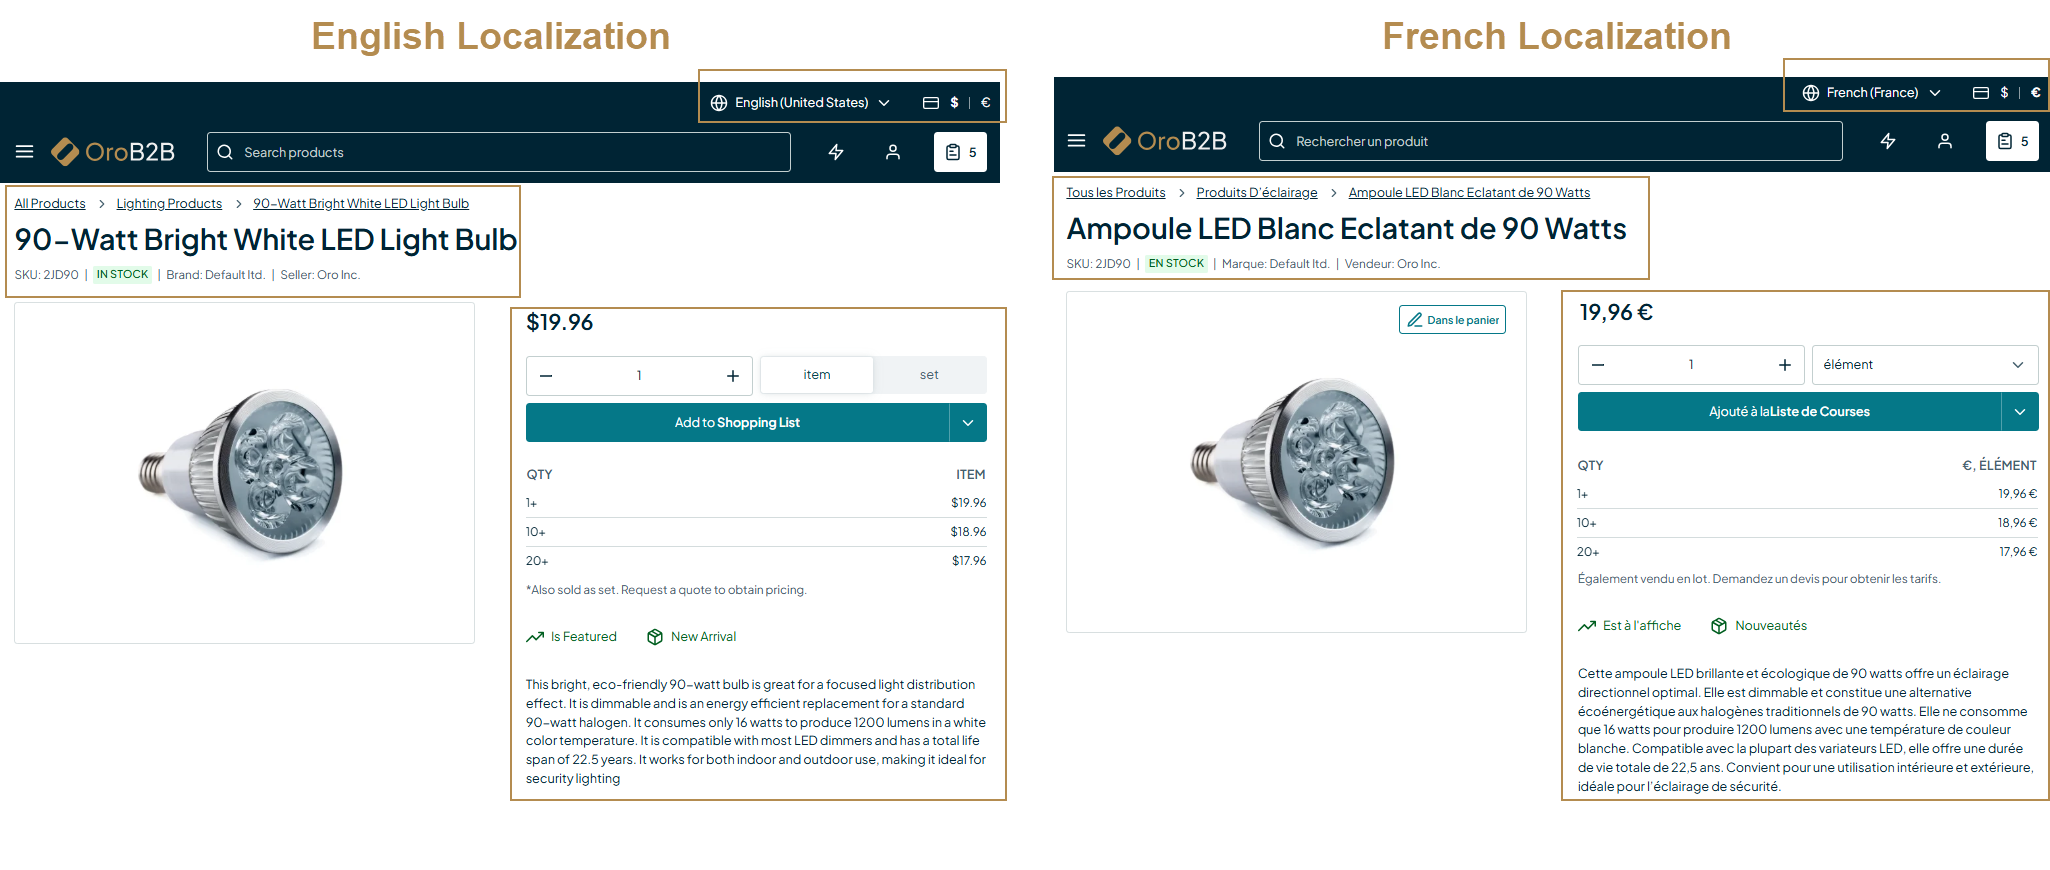 English Localization
English (United States) $ | €
OroB2B Search products 5
All Products > Lighting Products > 90-Watt Bright White LED Light Bulb
90-Watt Bright White LED Light Bulb
SKU: 2JD90 | IN STOCK | Brand: Default ltd. | Seller: Oro Inc.
$19.96
− 1 + item set
Add to Shopping List
QTY ITEM
1+ $19.96
10+ $18.96
20+ $17.96
*Also sold as set. Request a quote to obtain pricing.
Is Featured New Arrival
This bright, eco-friendly 90-watt bulb is great for a focused light distribution
effect. It is dimmable and is an energy efficient replacement for a standard
90-watt halogen. It consumes only 16 watts to produce 1200 lumens in a white
color temperature. It is compatible with most LED dimmers and has a total life
span of 22.5 years. It works for both indoor and outdoor use, making it ideal for
security lighting
French Localization
French (France) $ | €
OroB2B Rechercher un produit 5
Tous les Produits > Produits D'éclairage > Ampoule LED Blanc Eclatant de 90 Watts
Ampoule LED Blanc Eclatant de 90 Watts
SKU: 2JD90 | EN STOCK | Marque: Default ltd. | Vendeur: Oro Inc.
Dans le panier
19,96 €
− 1 + élément
Ajouté à laListe de Courses
QTY €, ÉLÉMENT
1+ 19,96 €
10+ 18,96 €
20+ 17,96 €
Également vendu en lot. Demandez un devis pour obtenir les tarifs.
Est à l'affiche Nouveautés
Cette ampoule LED brillante et écologique de 90 watts offre un éclairage
directionnel optimal. Elle est dimmable et constitue une alternative
écoénergétique aux halogènes traditionnels de 90 watts. Elle ne consomme
que 16 watts pour produire 1200 lumens avec une température de couleur
blanche. Compatible avec la plupart des variateurs LED, elle offre une durée
de vie totale de 22,5 ans. Convient pour une utilisation intérieure et extérieure,
idéale pour l'éclairage de sécurité.